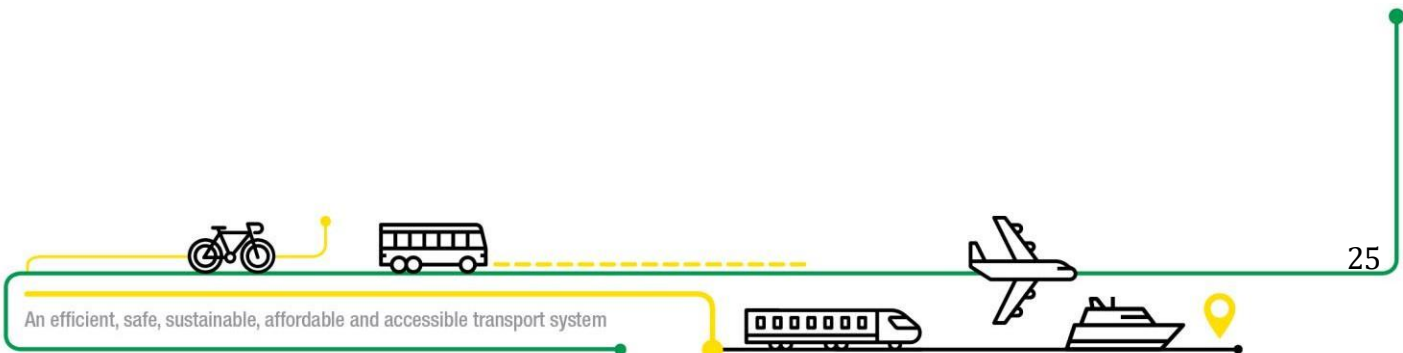 25
An efficient, safe, sustainable, affordable and accessible transport system